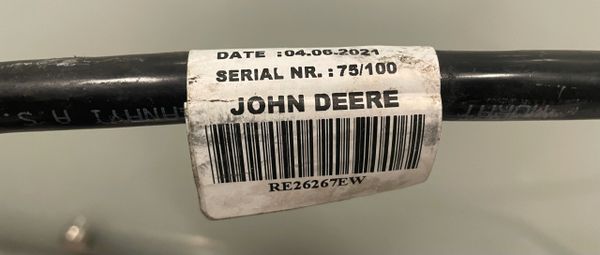 DATE : 04.06.2021
SERIAL NR. : 75/100
JOHN DEERE
RE26267EW